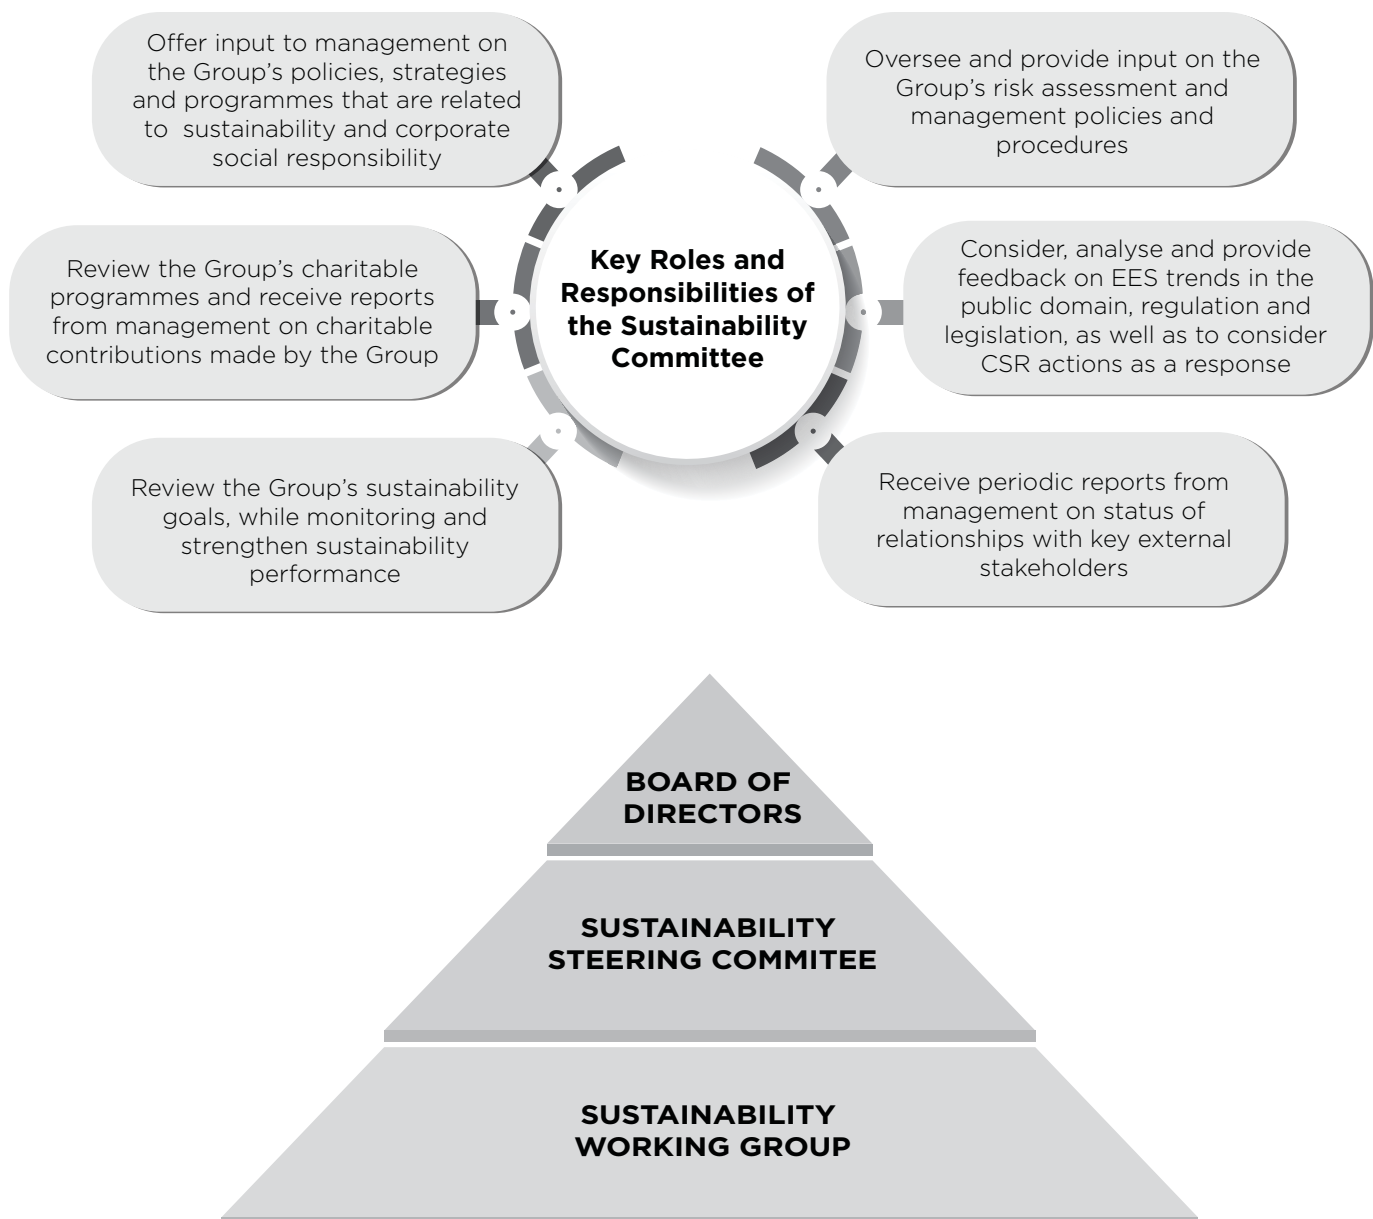 Offer input to management on
the Group's policies, strategies
and programmes that are related
to  sustainability and corporate
social responsibility
Oversee and provide input on the
Group's risk assessment and
management policies and
procedures
Key Roles and
Responsibilities of
the Sustainability
Committee
Review the Group's charitable
programmes and receive reports
from management on charitable
contributions made by the Group
Consider, analyse and provide
feedback on EES trends in the
public domain, regulation and
legislation, as well as to consider
CSR actions as a response
Review the Group's sustainability
goals, while monitoring and
strengthen sustainability
performance
Receive periodic reports from
management on status of
relationships with key external
stakeholders
BOARD OF
DIRECTORS
SUSTAINABILITY
STEERING COMMITEE
SUSTAINABILITY
WORKING GROUP